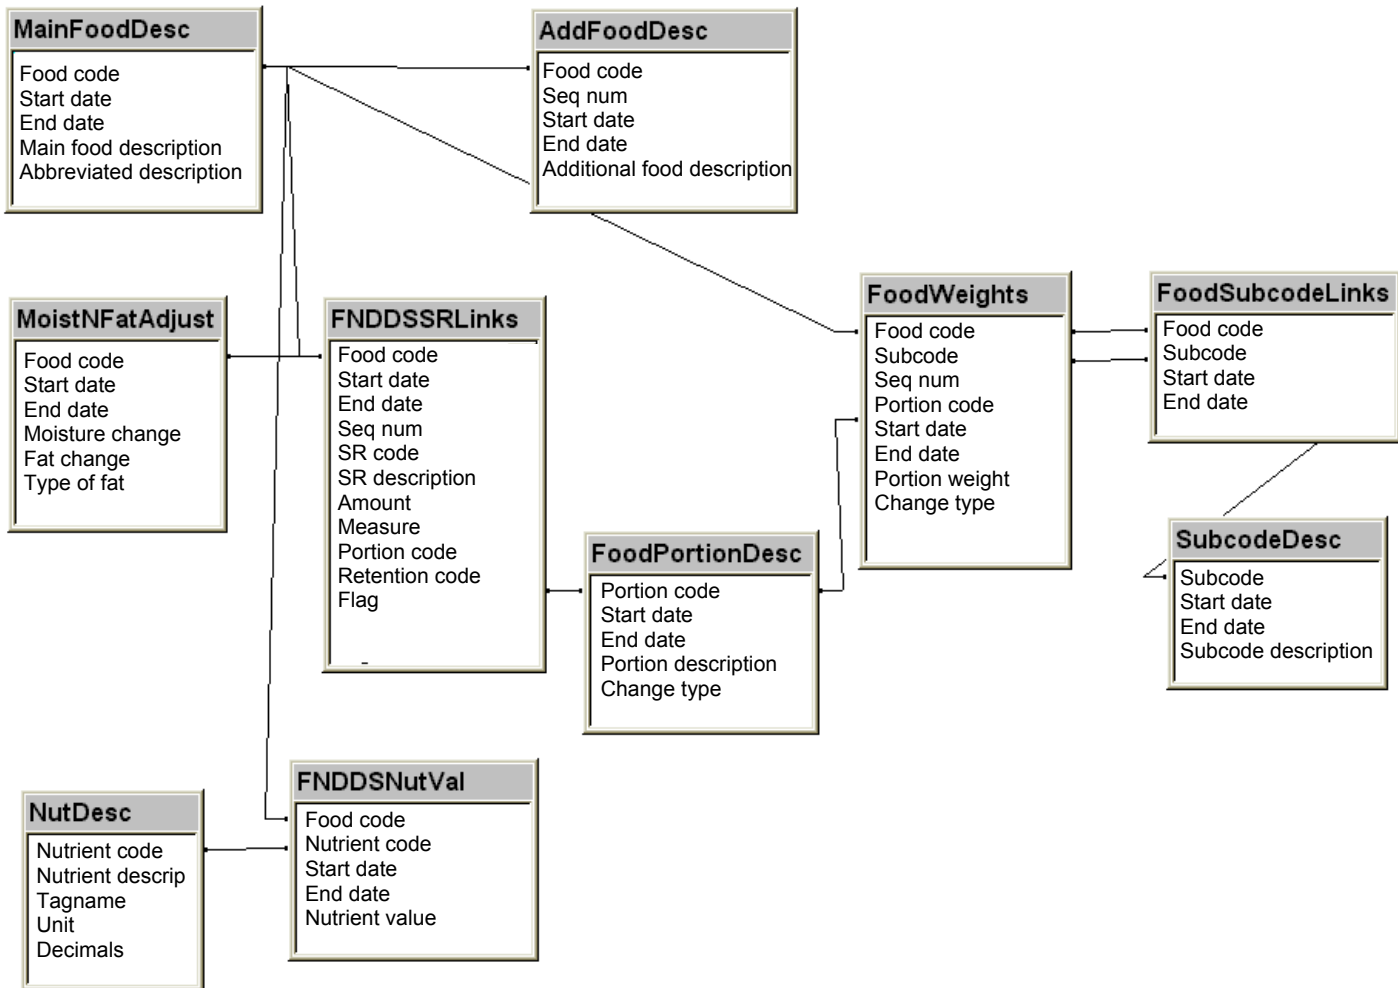 MainFoodDesc
Food code
Start date
End date
Main food description
Abbreviated description
AddFoodDesc
Food code
Seq num
Start date
End date
Additional food description
MoistNFatAdjust
Food code
Start date
End date
Moisture change
Fat change
Type of fat
FNDDSSRLinks
Food code
Start date
End date
Seq num
SR code
SR description
Amount
Measure
Portion code
Retention code
Flag
FoodPortionDesc
Portion code
Start date
End date
Portion description
Change type
FoodWeights
Food code
Subcode
Seq num
Portion code
Start date
End date
Portion weight
Change type
FoodSubcodeLinks
Food code
Subcode
Start date
End date
SubcodeDesc
Subcode
Start date
End date
Subcode description
NutDesc
Nutrient code
Nutrient descrip
Tagname
Unit
Decimals
FNDDSNutVal
Food code
Nutrient code
Start date
End date
Nutrient value